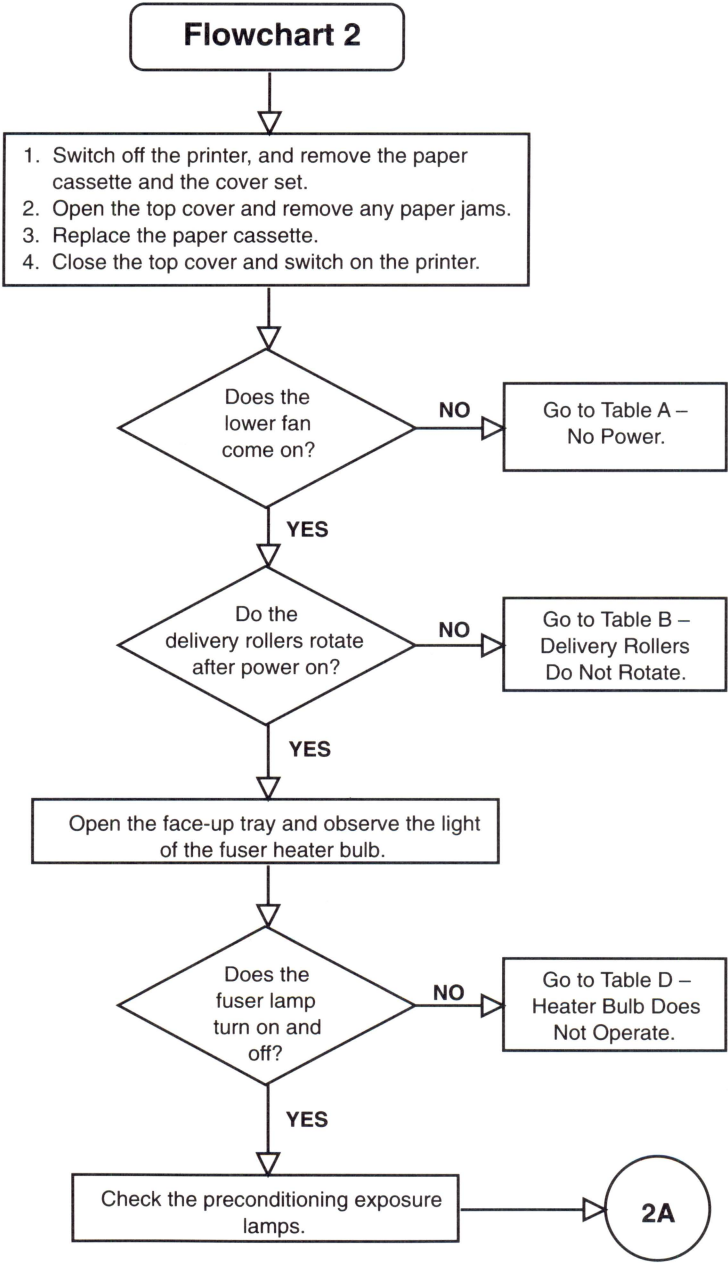 Flowchart 2
1. Switch off the printer, and remove the paper
cassette and the cover set.
2. Open the top cover and remove any paper jams.
3. Replace the paper cassette.
4. Close the top cover and switch on the printer.
Does the
lower fan
come on?
NO
Go to Table A –
No Power.
YES
Do the
delivery rollers rotate
after power on?
NO
Go to Table B –
Delivery Rollers
Do Not Rotate.
YES
Open the face-up tray and observe the light
of the fuser heater bulb.
Does the
fuser lamp
turn on and
off?
NO
Go to Table D –
Heater Bulb Does
Not Operate.
YES
Check the preconditioning exposure
lamps.
2A